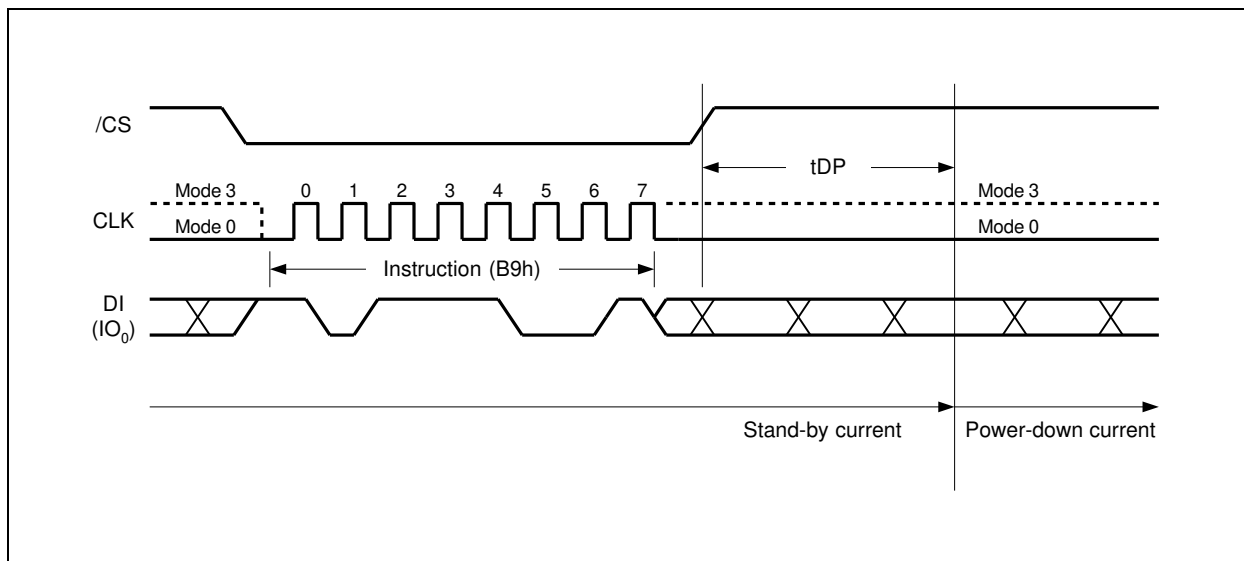 /CS
tDP
Mode 3 0 1 2 3 4 5 6 7 Mode 3
CLK
Mode 0 Mode 0
Instruction (B9h)
DI
(IO₀)
Stand-by current Power-down current